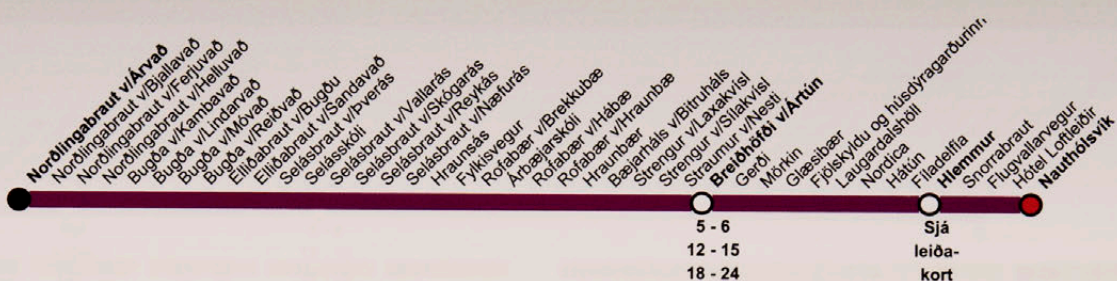 Norðlingabraut v/Árvað
Norðlingabraut v/Bjallavað
Norðlingabraut v/Ferjuvað
Norðlingabraut v/Helluvað
Bugða v/Kambavað
Bugða v/Lindarvað
Bugða v/Móvað
Bugða v/Reiðvað
Elliðabraut v/Bugðu
Elliðabraut v/Sandavað
Selásbraut v/Þverás
Selásskóli
Selásbraut v/Vallarás
Selásbraut v/Skógarás
Selásbraut v/Reykás
Selásbraut v/Næfurás
Hraunsás
Fylkisvegur
Rofabær v/Brekkubæ
Árbæjarskóli
Rofabær v/Hábæ
Rofabær v/Hraunbæ
Hraunbær
Bæjarháls v/Bitruháls
Strengur v/Laxakvísl
Strengur v/Silakvísl
Straumur v/Nesti
Breiðhöfði v/Ártún
Gerði
Mörkin
Glæsibær
Fjölskyldu og húsdýragarðurinn
Laugardalshöll
Nordica
Hátún
Fíladelfía
Hlemmur
Snorrabraut
Flugvallarvegur
Hótel Loftleiðir
Nauthólsvík
5 - 6
12 - 15
18 - 24
Sjá
leiða-
kort